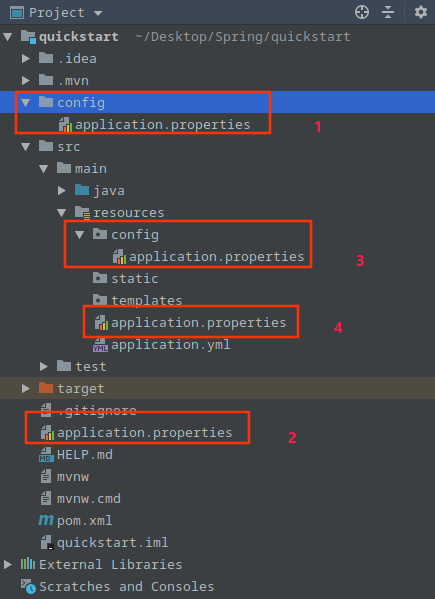 Project
quickstart ~/Desktop/Spring/quickstart
.idea
.mvn
config
application.properties
1
src
main
java
resources
config
application.properties
3
static
templates
application.properties
4
application.yml
test
target
.gitignore
application.properties
2
HELP.md
mvnw
mvnw.cmd
pom.xml
quickstart.iml
External Libraries
Scratches and Consoles